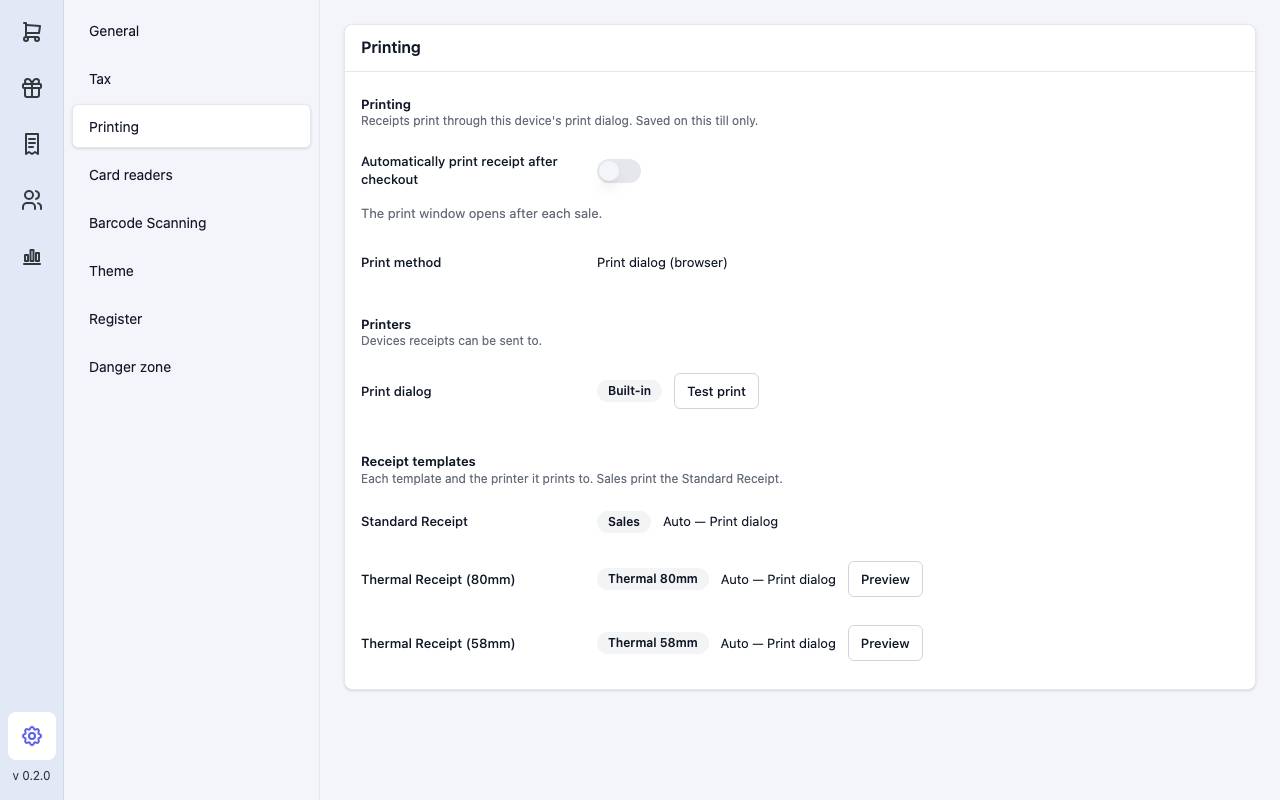 General
Tax
Printing
Card readers
Barcode Scanning
Theme
Register
Danger zone
v 0.2.0
Printing
Printing
Receipts print through this device's print dialog. Saved on this till only.
Automatically print receipt after
checkout
The print window opens after each sale.
Print method Print dialog (browser)
Printers
Devices receipts can be sent to.
Print dialog Built-in Test print
Receipt templates
Each template and the printer it prints to. Sales print the Standard Receipt.
Standard Receipt Sales Auto — Print dialog
Thermal Receipt (80mm) Thermal 80mm Auto — Print dialog Preview
Thermal Receipt (58mm) Thermal 58mm Auto — Print dialog Preview